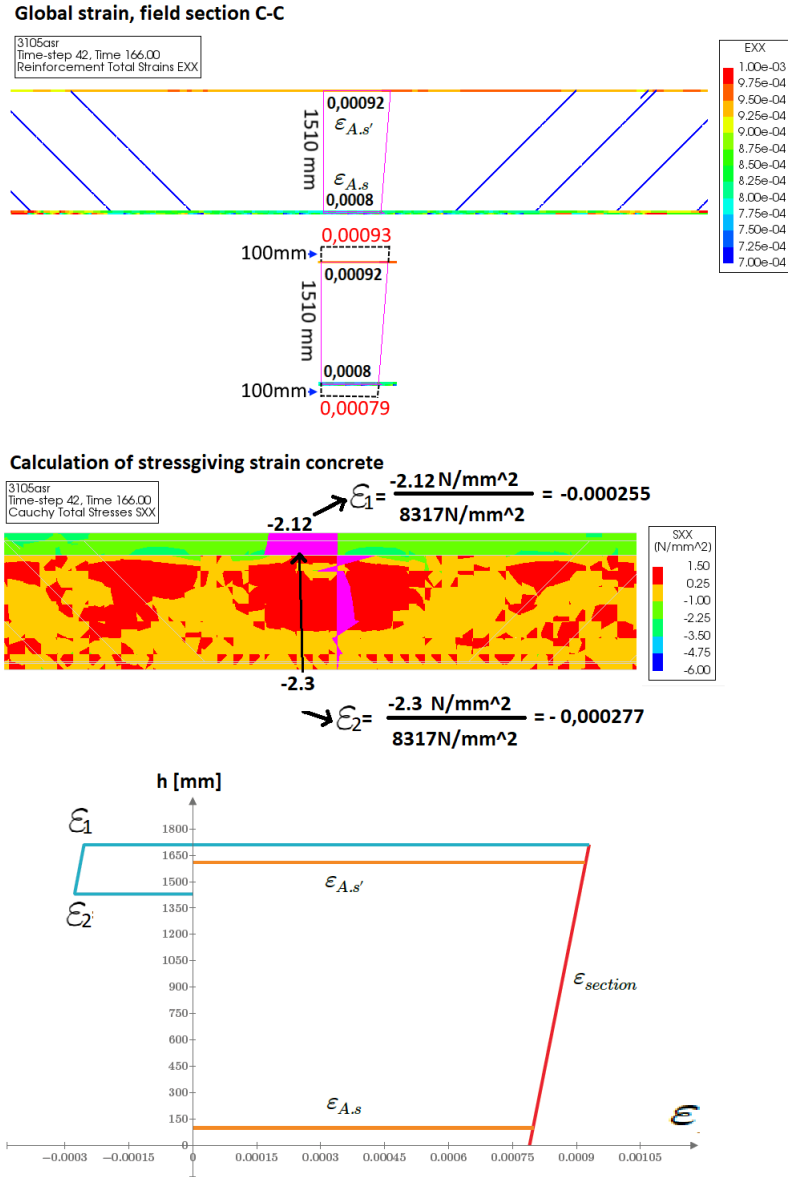 Global strain, field section C-C
3105asr
Time-step 42, Time 166.00
Reinforcement Total Strains EXX
EXX
1.00e-03
9.75e-04
9.50e-04
9.25e-04
9.00e-04
8.75e-04
8.50e-04
8.25e-04
8.00e-04
7.75e-04
7.50e-04
7.25e-04
7.00e-04
0,00092
1510 mm
ε_{A.s'}
ε_{A.s}
0,0008
0,00093
100mm
0,00092
1510 mm
0,0008
100mm
0,00079
Calculation of stressgiving strain concrete
3105asr
Time-step 42, Time 166.00
Cauchy Total Stresses SXX
-2.12
ε1= -2.12 N/mm^2 / 8317N/mm^2 = -0.000255
SXX
(N/mm^2)
1.50
0.25
-1.00
-2.25
-3.50
-4.75
-6.00
-2.3
ε2= -2.3 N/mm^2 / 8317N/mm^2 = - 0,000277
h [mm]
ε1
ε2
1800
1650
1500
1350
1200
1050
900
750
600
450
300
150
0
ε_{A.s'}
ε_{section}
ε_{A.s}
ε
−0.0003 −0.00015 0 0.00015 0.0003 0.00045 0.0006 0.00075 0.0009 0.00105